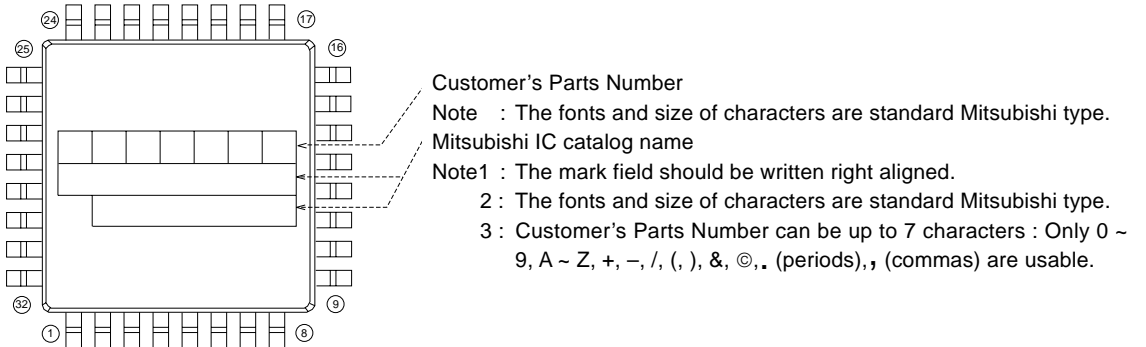 24
17
25
16
Customer's Parts Number
Note : The fonts and size of characters are standard Mitsubishi type.
Mitsubishi IC catalog name
Note1 : The mark field should be written right aligned.
2 : The fonts and size of characters are standard Mitsubishi type.
3 : Customer's Parts Number can be up to 7 characters : Only 0 ~
9, A ~ Z, +, –, /, (, ), &, ©, . (periods), , (commas) are usable.
32
9
1
8